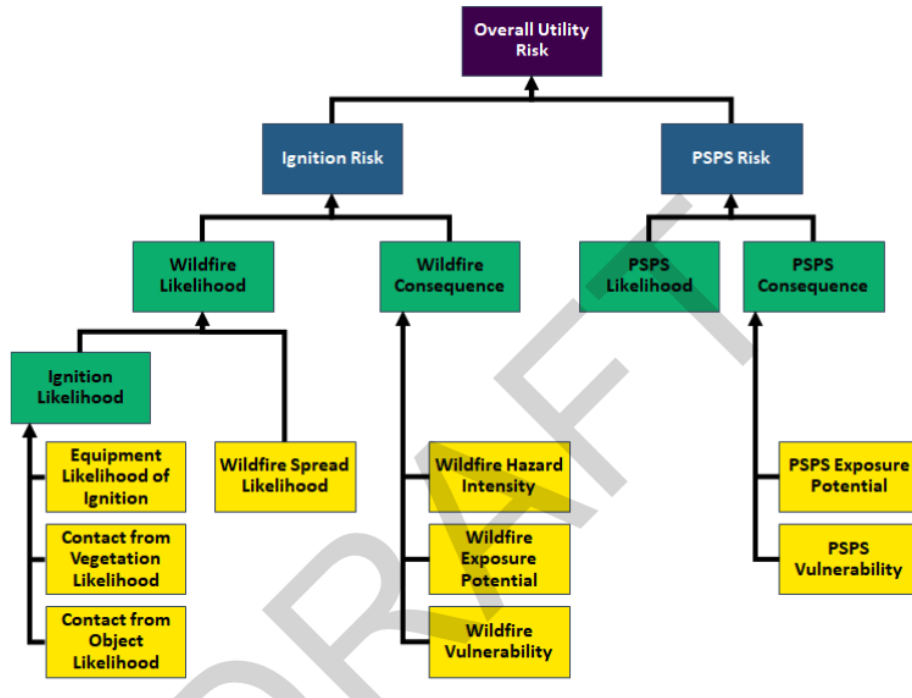 Overall Utility
Risk
Ignition Risk
PSPS Risk
Wildfire
Likelihood
Wildfire
Consequence
PSPS
Likelihood
PSPS
Consequence
Ignition
Likelihood
Equipment
Likelihood of
Ignition
Wildfire Spread
Likelihood
Wildfire Hazard
Intensity
PSPS Exposure
Potential
Contact from
Vegetation
Likelihood
Wildfire
Exposure
Potential
PSPS
Vulnerability
Contact from
Object
Likelihood
Wildfire
Vulnerability
DRAFT